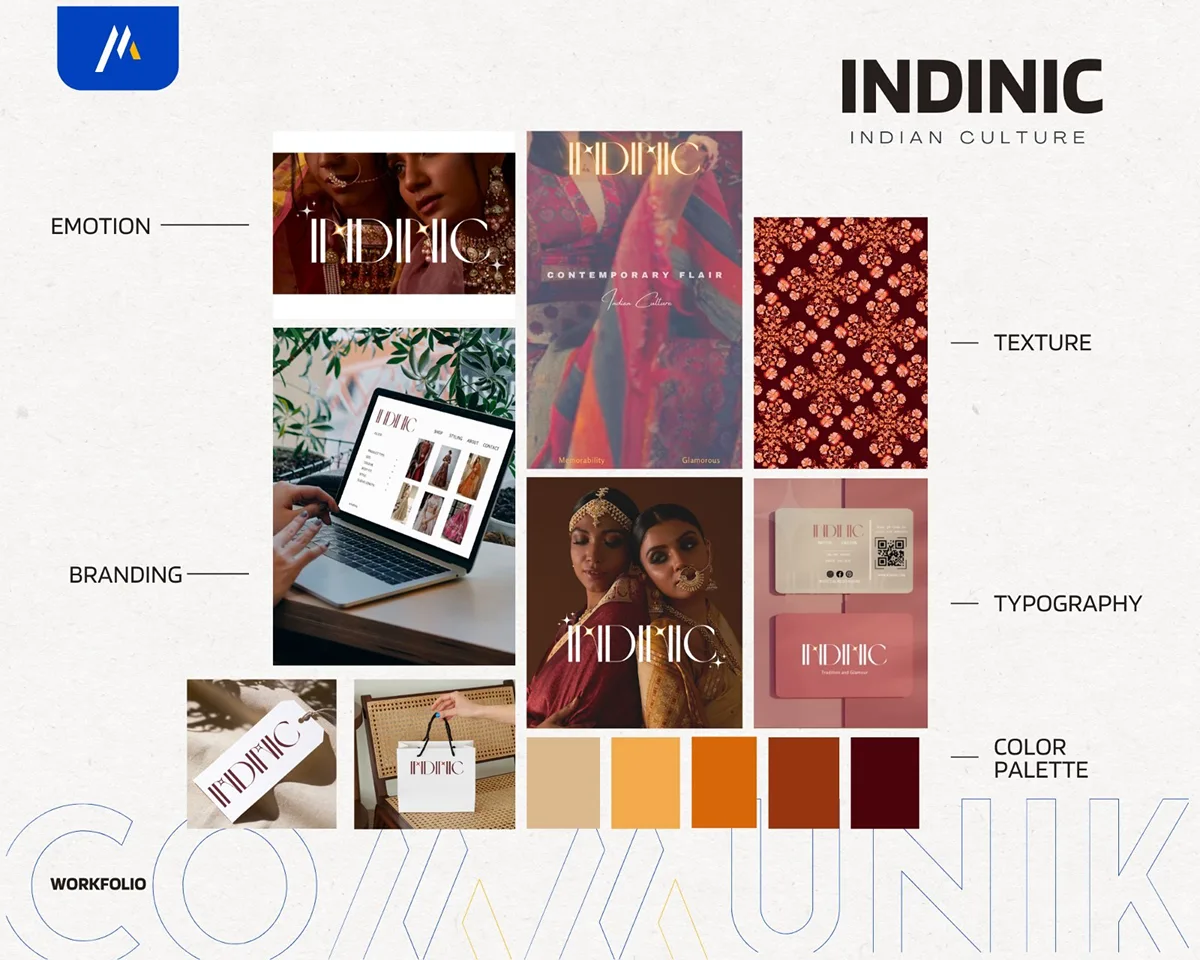 INDINIC
INDIAN CULTURE
EMOTION
INDINIC
INDINIC
CONTEMPORARY FLAIR
Indian Culture
Memorability
Glamorous
TEXTURE
BRANDING
INDINIC
SHOP STYLING ABOUT CONTACT
INDINIC
INDINIC
INDINIC
Tradition and Glamour
TYPOGRAPHY
INDINIC
INDINIC
COLOR
PALETTE
COMMUNIK
WORKFOLIO